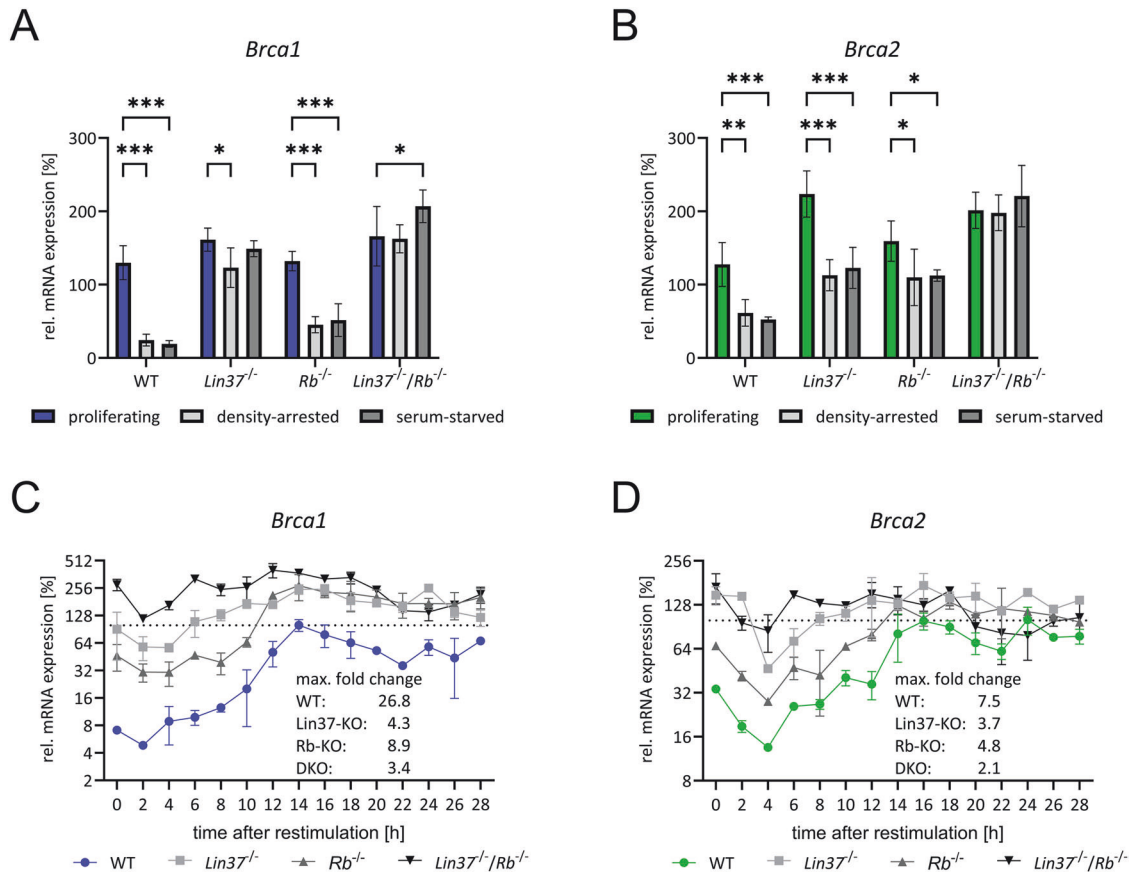 A
Brca1
*** *** * *** *** *
rel. mRNA expression [%]
300
200
100
0
WT Lin37-/- Rb-/- Lin37-/-/Rb-/-
proliferating density-arrested serum-starved
B
Brca2
*** ** *** *** * *
rel. mRNA expression [%]
300
200
100
0
WT Lin37-/- Rb-/- Lin37-/-/Rb-/-
proliferating density-arrested serum-starved
C
Brca1
rel. mRNA expression [%]
512
256
128
64
32
16
8
4
2
max. fold change
WT: 26.8
Lin37-KO: 4.3
Rb-KO: 8.9
DKO: 3.4
0 2 4 6 8 10 12 14 16 18 20 22 24 26 28
time after restimulation [h]
WT Lin37-/- Rb-/- Lin37-/-/Rb-/-
D
Brca2
rel. mRNA expression [%]
256
128
64
32
16
8
max. fold change
WT: 7.5
Lin37-KO: 3.7
Rb-KO: 4.8
DKO: 2.1
0 2 4 6 8 10 12 14 16 18 20 22 24 26 28
time after restimulation [h]
WT Lin37-/- Rb-/- Lin37-/-/Rb-/-